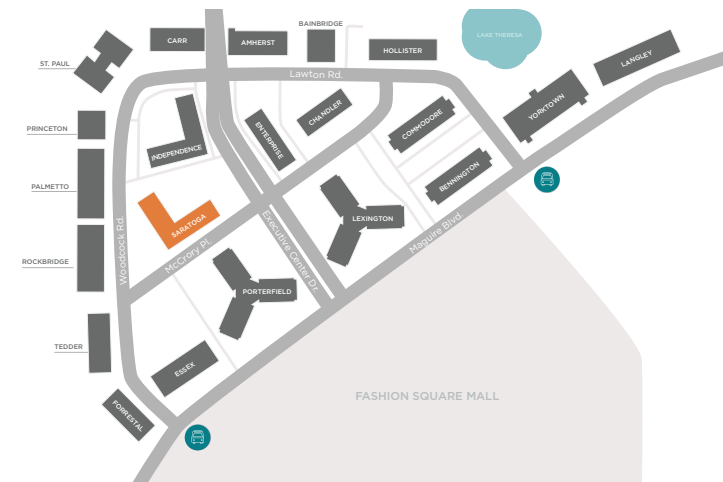 BAINBRIDGE
CARR
AMHERST
LAKE THERESA
HOLLISTER
LANGLEY
ST. PAUL
Lawton Rd.
YORKTOWN
CHANDLER
COMMODORE
PRINCETON
ENTERPRISE
INDEPENDENCE
BENNINGTON
PALMETTO
SARATOGA
LEXINGTON
Maguire Blvd.
Woodcock Rd.
McCrory Pl.
Executive Center Dr.
ROCKBRIDGE
PORTERFIELD
TEDDER
ESSEX
FASHION SQUARE MALL
FORRESTAL